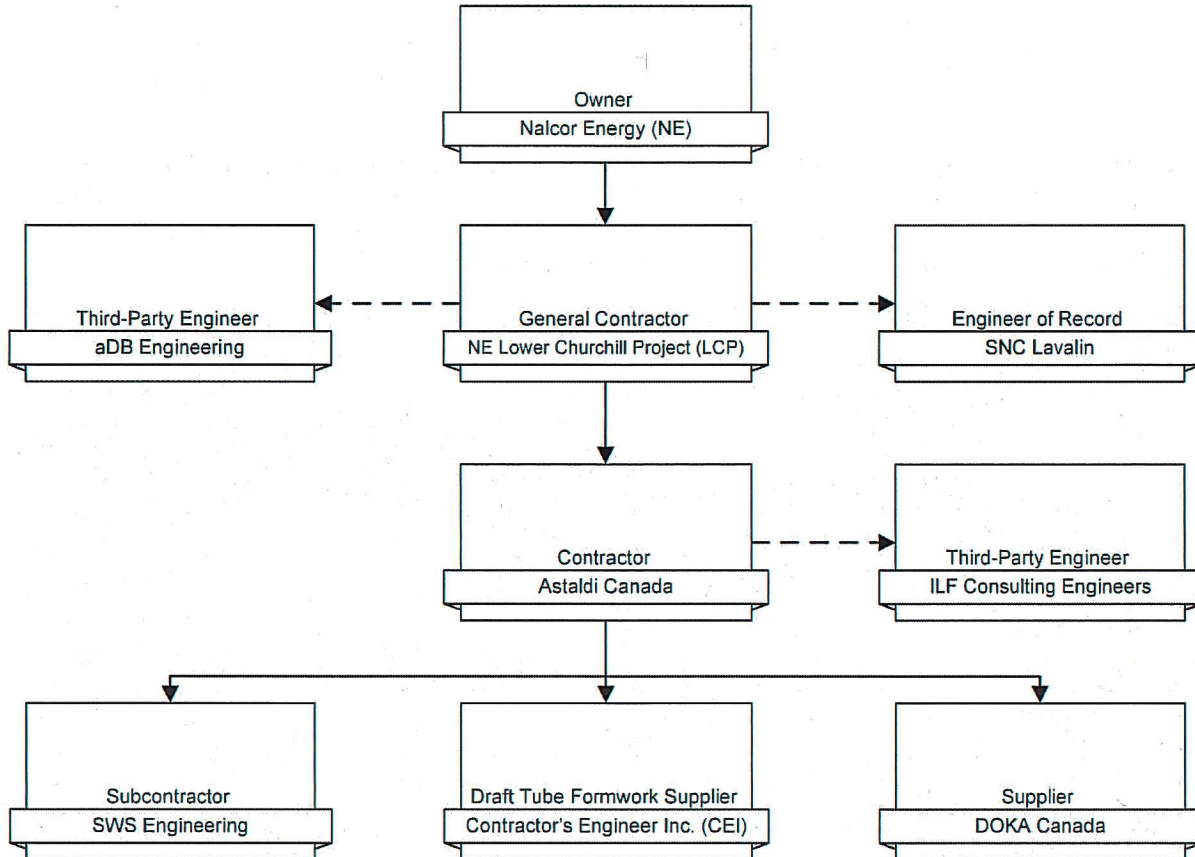 Owner
Nalcor Energy (NE)
Third-Party Engineer
aDB Engineering
General Contractor
NE Lower Churchill Project (LCP)
Engineer of Record
SNC Lavalin
Contractor
Astaldi Canada
Third-Party Engineer
ILF Consulting Engineers
Subcontractor
SWS Engineering
Draft Tube Formwork Supplier
Contractor's Engineer Inc. (CEI)
Supplier
DOKA Canada